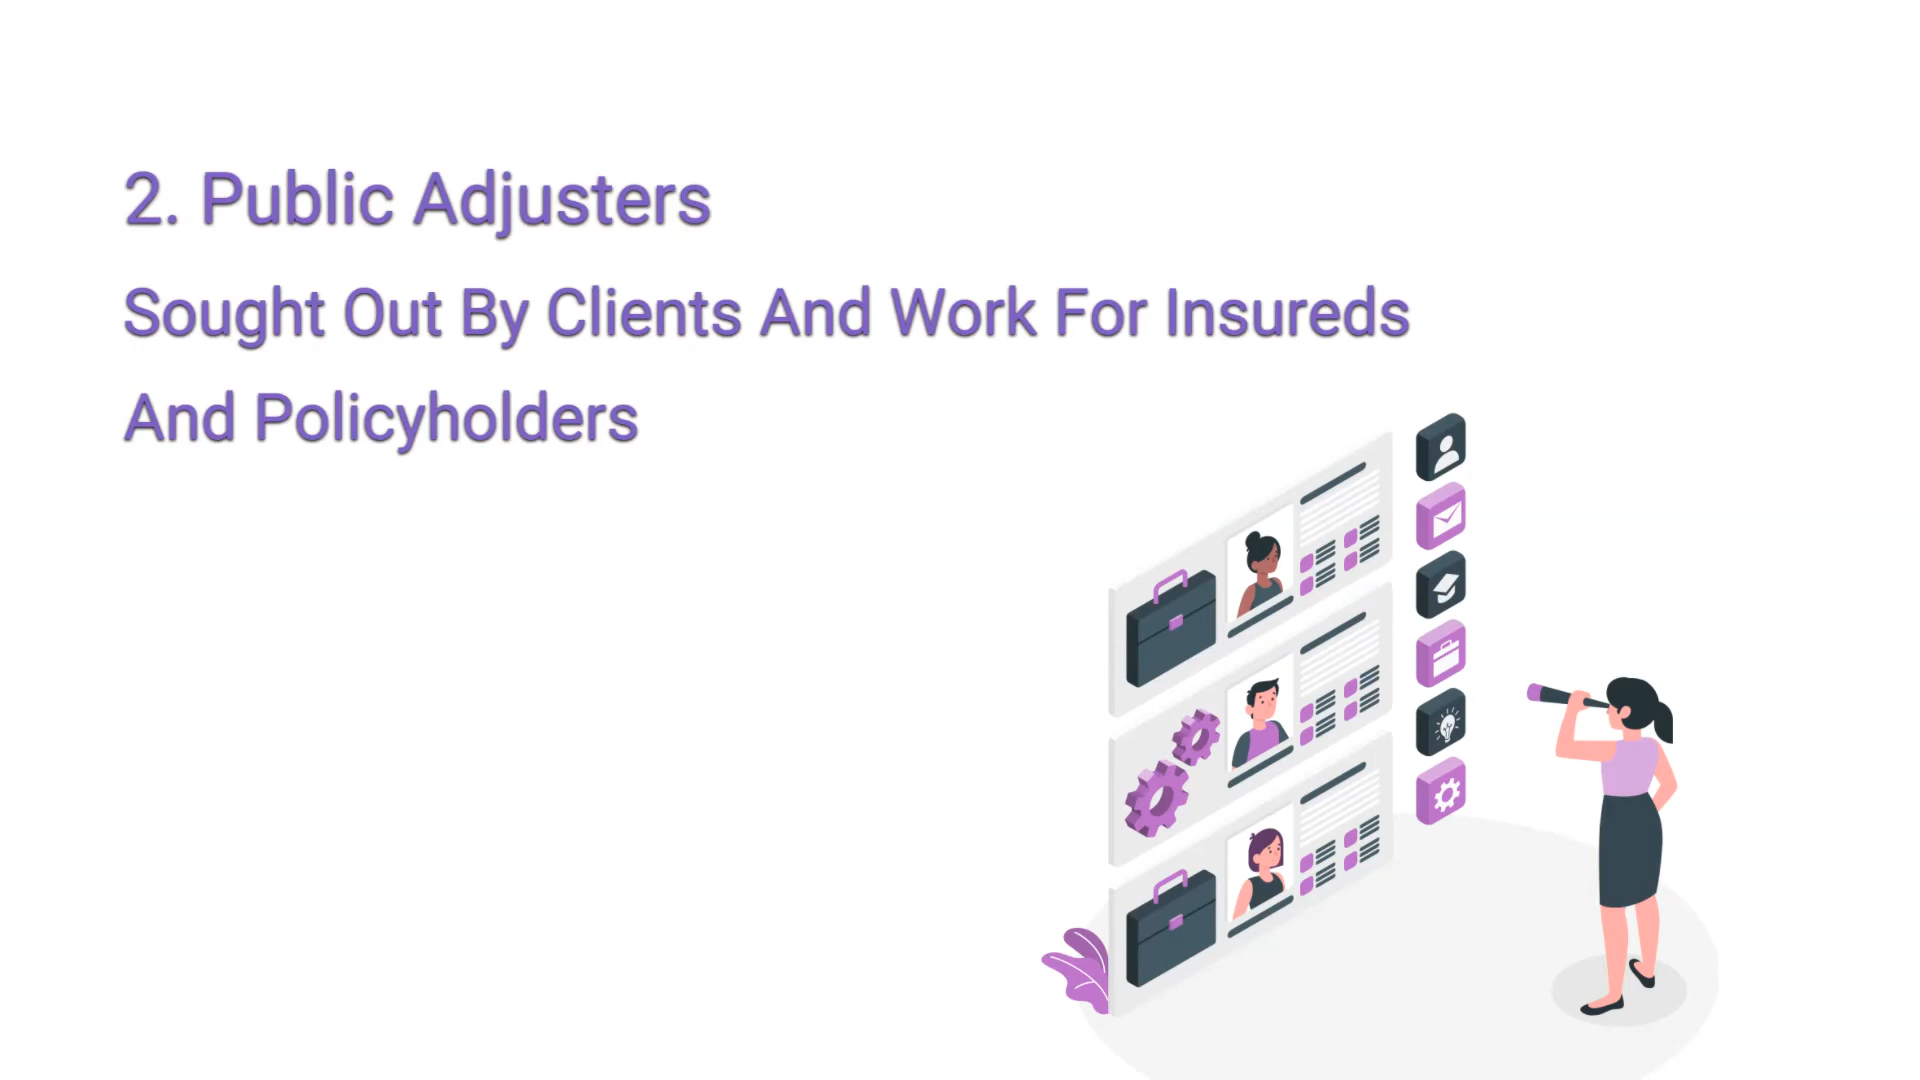 2. Public Adjusters
Sought Out By Clients And Work For Insureds
And Policyholders